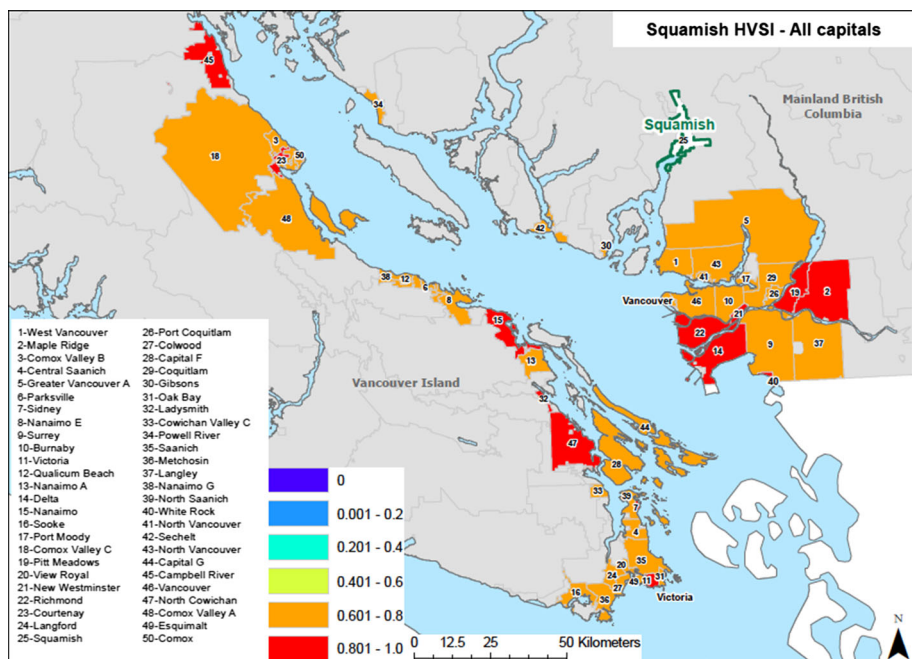 Squamish HVSI - All capitals
Mainland British
Columbia
Squamish
Vancouver
Vancouver Island
Victoria
45
34
3
18
23
50
48
25
42
30
5
1
43
41
17
29
46
10
26
19
2
21
22
14
9
37
40
38
12
6
8
15
13
32
47
44
28
33
39
7
4
35
20
24
27
49
11
31
16
36
1-West Vancouver
2-Maple Ridge
3-Comox Valley B
4-Central Saanich
5-Greater Vancouver A
6-Parksville
7-Sidney
8-Nanaimo E
9-Surrey
10-Burnaby
11-Victoria
12-Qualicum Beach
13-Nanaimo A
14-Delta
15-Nanaimo
16-Sooke
17-Port Moody
18-Comox Valley C
19-Pitt Meadows
20-View Royal
21-New Westminster
22-Richmond
23-Courtenay
24-Langford
25-Squamish
26-Port Coquitlam
27-Colwood
28-Capital F
29-Coquitlam
30-Gibsons
31-Oak Bay
32-Ladysmith
33-Cowichan Valley C
34-Powell River
35-Saanich
36-Metchosin
37-Langley
38-Nanaimo G
39-North Saanich
40-White Rock
41-North Vancouver
42-Sechelt
43-North Vancouver
44-Capital G
45-Campbell River
46-Vancouver
47-North Cowichan
48-Comox Valley A
49-Esquimalt
50-Comox
0
0.001 - 0.2
0.201 - 0.4
0.401 - 0.6
0.601 - 0.8
0.801 - 1.0
0 12.5 25 50 Kilometers
N